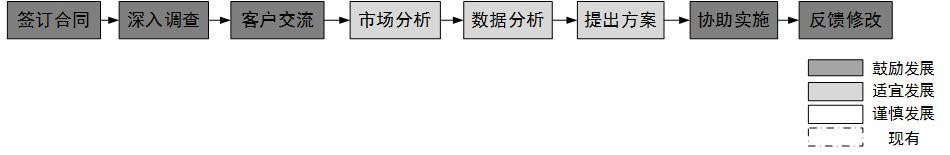 签订合同 深入调查 客户交流 市场分析 数据分析 提出方案 协助实施 反馈修改
鼓励发展
适宜发展
谨慎发展
现有